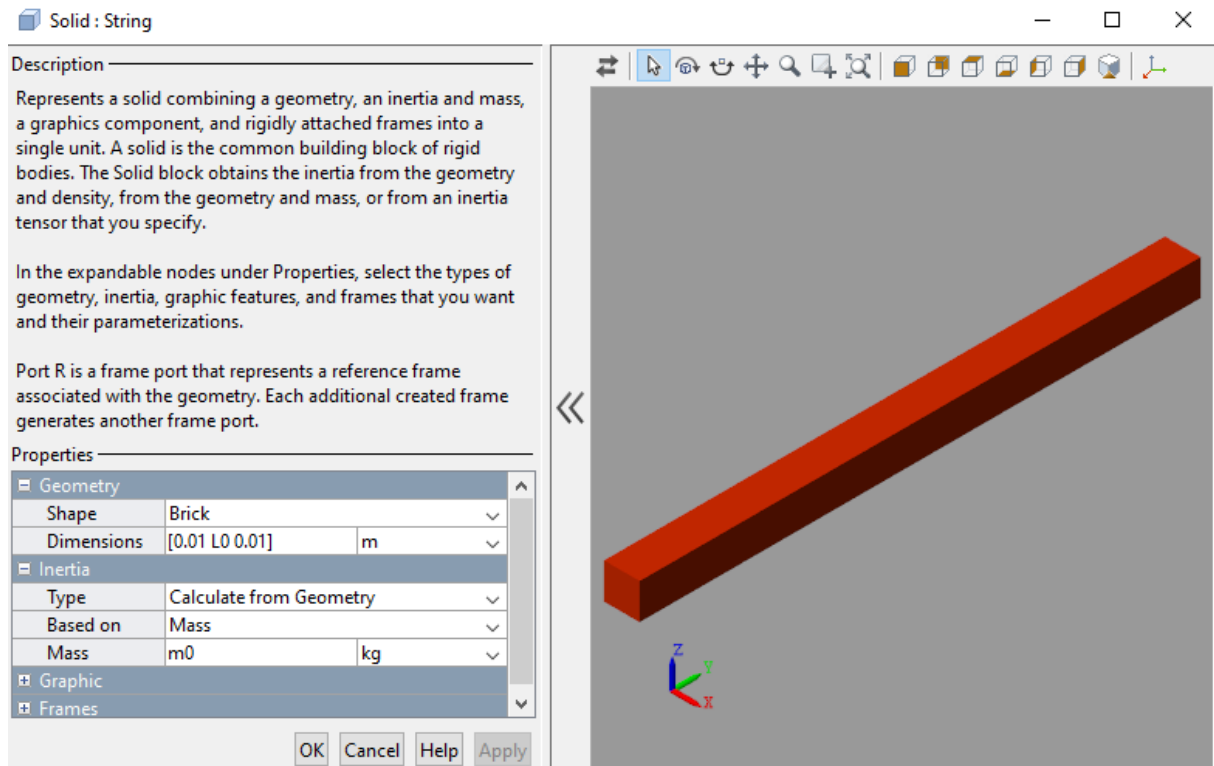 Solid : String
Description
Represents a solid combining a geometry, an inertia and mass,
a graphics component, and rigidly attached frames into a
single unit. A solid is the common building block of rigid
bodies. The Solid block obtains the inertia from the geometry
and density, from the geometry and mass, or from an inertia
tensor that you specify.
In the expandable nodes under Properties, select the types of
geometry, inertia, graphic features, and frames that you want
and their parameterizations.
Port R is a frame port that represents a reference frame
associated with the geometry. Each additional created frame
generates another frame port.
Properties
Geometry
Shape Brick
Dimensions [0.01 L0 0.01] m
Inertia
Type Calculate from Geometry
Based on Mass
Mass m0 kg
Graphic
Frames
OK Cancel Help Apply
Z
Y
X